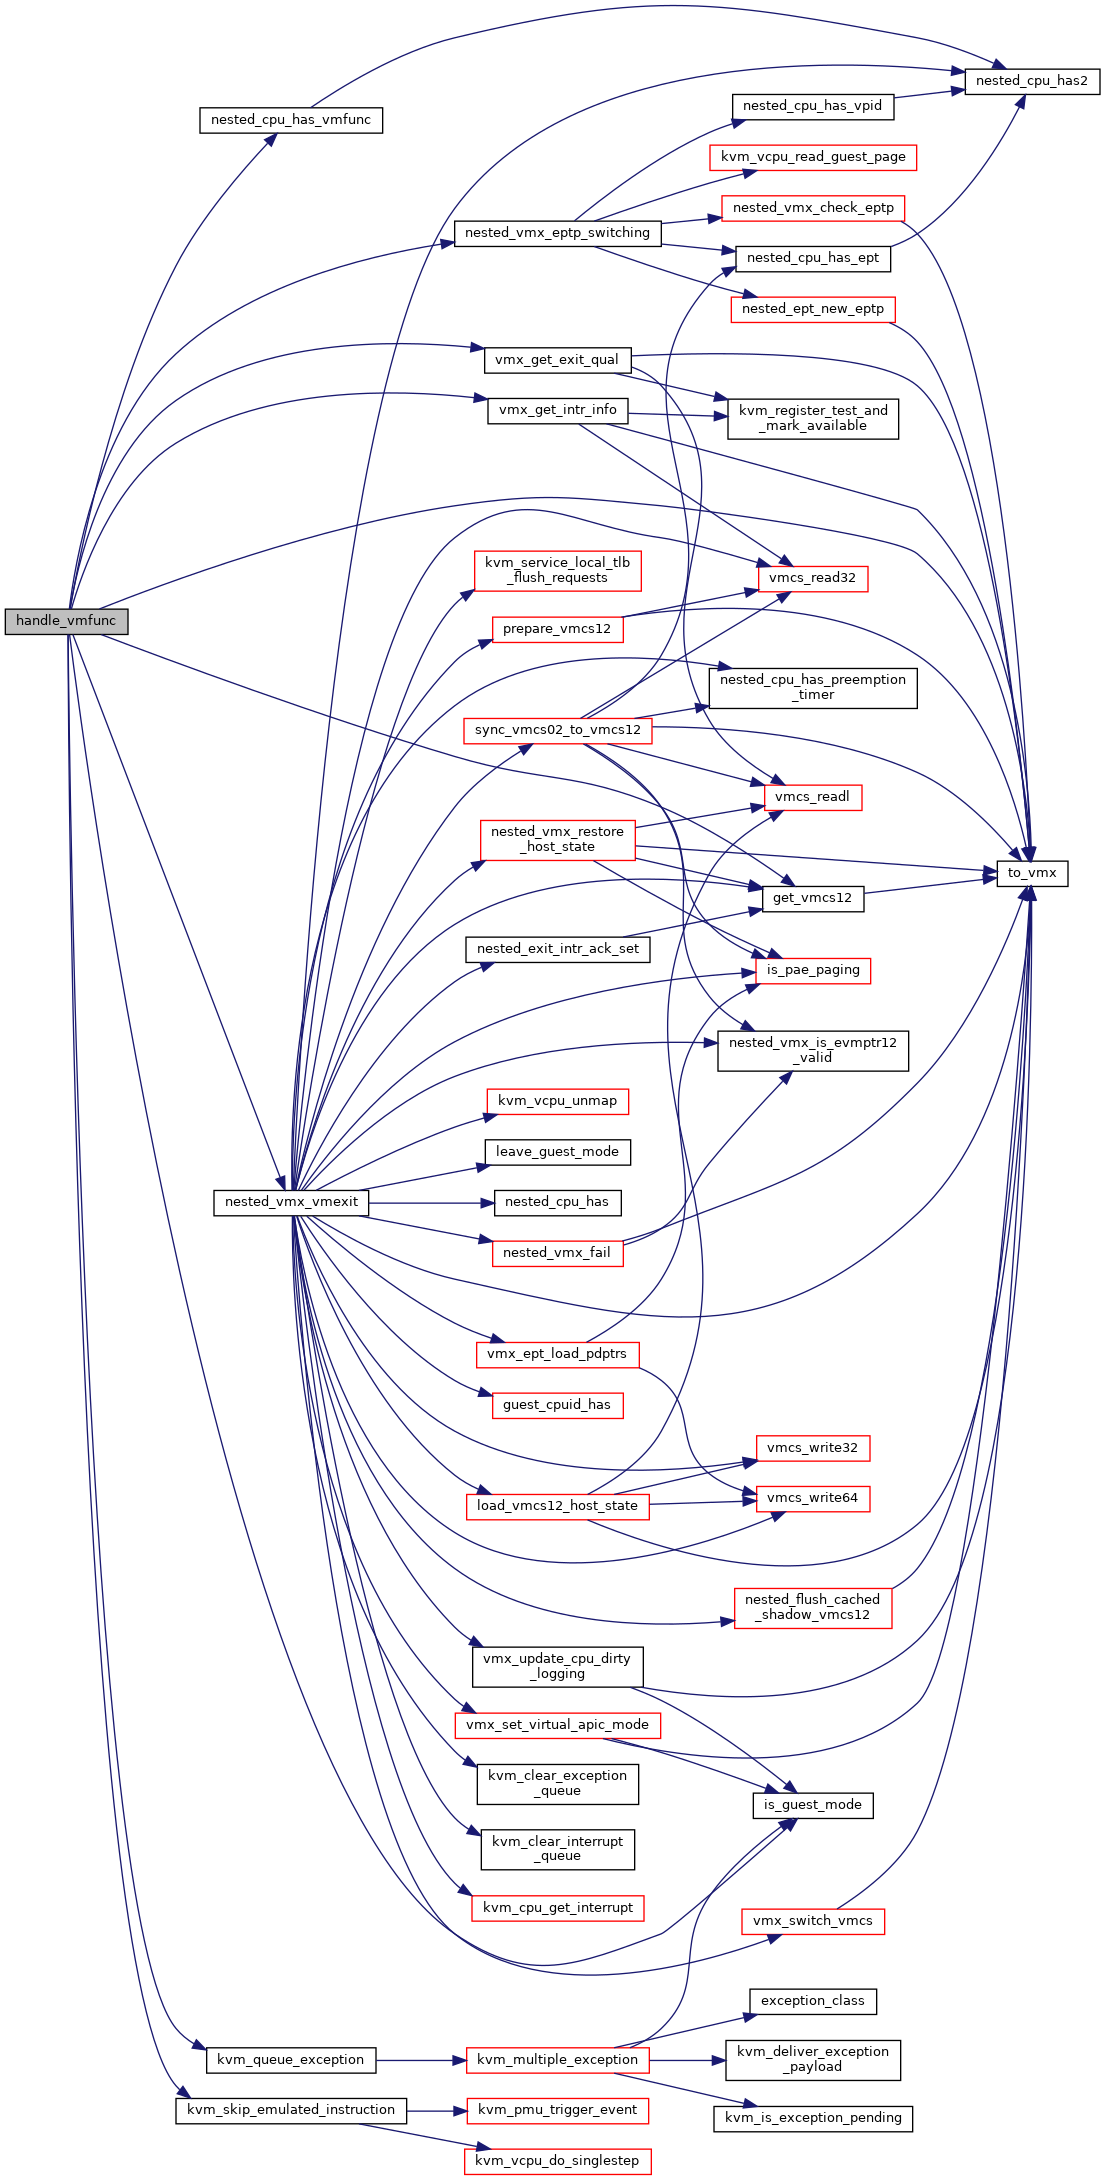 nested_cpu_has2
nested_cpu_has_vpid
nested_cpu_has_vmfunc
kvm_vcpu_read_guest_page
nested_vmx_check_eptp
nested_vmx_eptp_switching
nested_cpu_has_ept
nested_ept_new_eptp
vmx_get_exit_qual
vmx_get_intr_info
kvm_register_test_and
_mark_available
kvm_service_local_tlb
_flush_requests
vmcs_read32
handle_vmfunc
prepare_vmcs12
nested_cpu_has_preemption
_timer
sync_vmcs02_to_vmcs12
vmcs_readl
nested_vmx_restore
_host_state
to_vmx
get_vmcs12
nested_exit_intr_ack_set
is_pae_paging
nested_vmx_is_evmptr12
_valid
kvm_vcpu_unmap
leave_guest_mode
nested_vmx_vmexit
nested_cpu_has
nested_vmx_fail
vmx_ept_load_pdptrs
guest_cpuid_has
vmcs_write32
load_vmcs12_host_state
vmcs_write64
nested_flush_cached
_shadow_vmcs12
vmx_update_cpu_dirty
_logging
vmx_set_virtual_apic_mode
kvm_clear_exception
_queue
is_guest_mode
kvm_clear_interrupt
_queue
kvm_cpu_get_interrupt
vmx_switch_vmcs
exception_class
kvm_queue_exception
kvm_multiple_exception
kvm_deliver_exception
_payload
kvm_skip_emulated_instruction
kvm_pmu_trigger_event
kvm_is_exception_pending
kvm_vcpu_do_singlestep